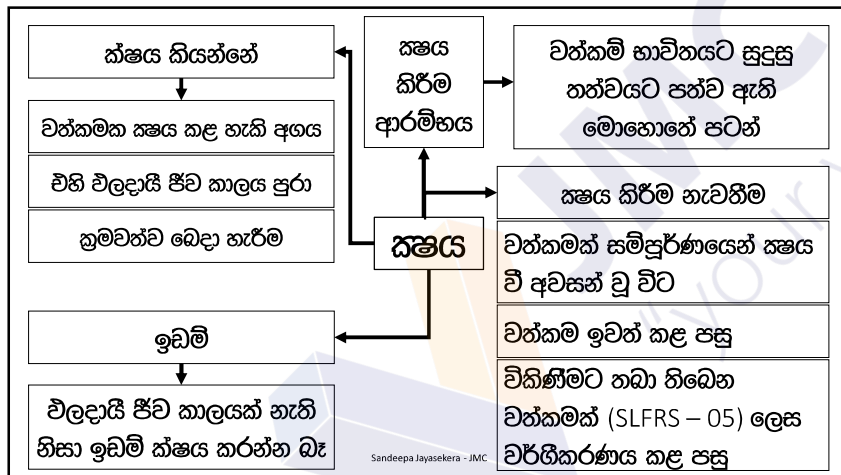 ක්ෂය කියන්නේ
වත්කමක ක්‍ෂය කළ හැකි අගය
එහි ඵලදායී ජීව කාලය පුරා
ක්‍රමවත්ව බෙදා හැරීම
ක්‍ෂය
කිරීම
ආරම්භය
වත්කම් භාවිතයට සුදුසු
තත්වයට පත්ව ඇති
මොහොතේ පටන්
ක්‍ෂය කිරීම නැවතීම
වත්කමක් සම්පූර්ණයෙන් ක්‍ෂය
වී අවසන් වූ විට
වත්කම ඉවත් කළ පසු
විකිණීමට තබා තිබෙන
වත්කමක් (SLFRS – 05) ලෙස
වර්ගීකරණය කළ පසු
ක්‍ෂය
ඉඩම්
ඵලදායී ජීව කාලයක් නැති
නිසා ඉඩම් ක්ෂය කරන්න බෑ
Sandeepa Jayasekera - JMC
JMC
"your